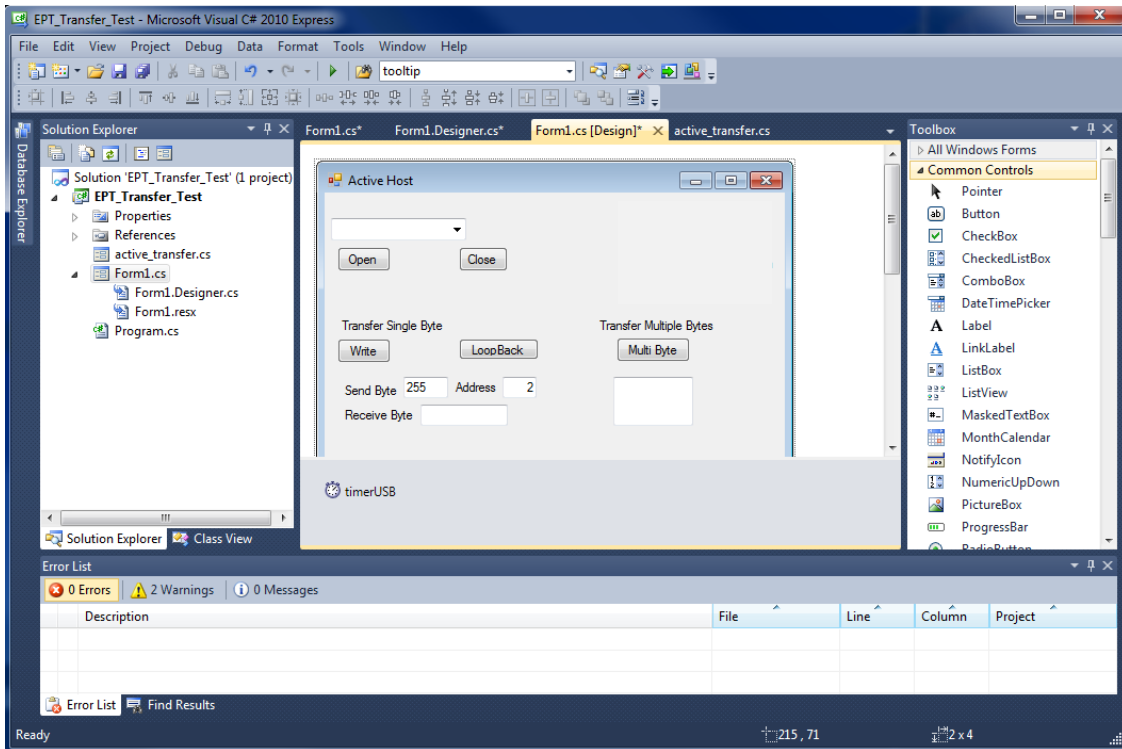 EPT_Transfer_Test - Microsoft Visual C# 2010 Express
File Edit View Project Debug Data Format Tools Window Help
tooltip
Database Explorer
Solution Explorer
Solution 'EPT_Transfer_Test' (1 project)
EPT_Transfer_Test
Properties
References
active_transfer.cs
Form1.cs
Form1.Designer.cs
Form1.resx
Program.cs
Solution Explorer Class View
Form1.cs* Form1.Designer.cs* Form1.cs [Design]* active_transfer.cs
Active Host
Open Close
Transfer Single Byte Transfer Multiple Bytes
Write LoopBack Multi Byte
Send Byte 255 Address 2
Receive Byte
timerUSB
Toolbox
All Windows Forms
Common Controls
Pointer
Button
CheckBox
CheckedListBox
ComboBox
DateTimePicker
Label
LinkLabel
ListBox
ListView
MaskedTextBox
MonthCalendar
NotifyIcon
NumericUpDown
PictureBox
ProgressBar
RadioButton
Error List
0 Errors 2 Warnings 0 Messages
Description File Line Column Project
Error List Find Results
Ready 215 , 71 2 x 4